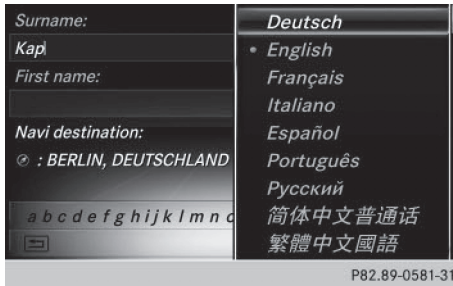 Surname:
Kap
First name:
Navi destination:
: BERLIN, DEUTSCHLAND
a b c d e f g h i j k l m n o
Deutsch
• English
Français
Italiano
Español
Português
Русский
简体中文普通话
繁體中文國語
P82.89-0581-31